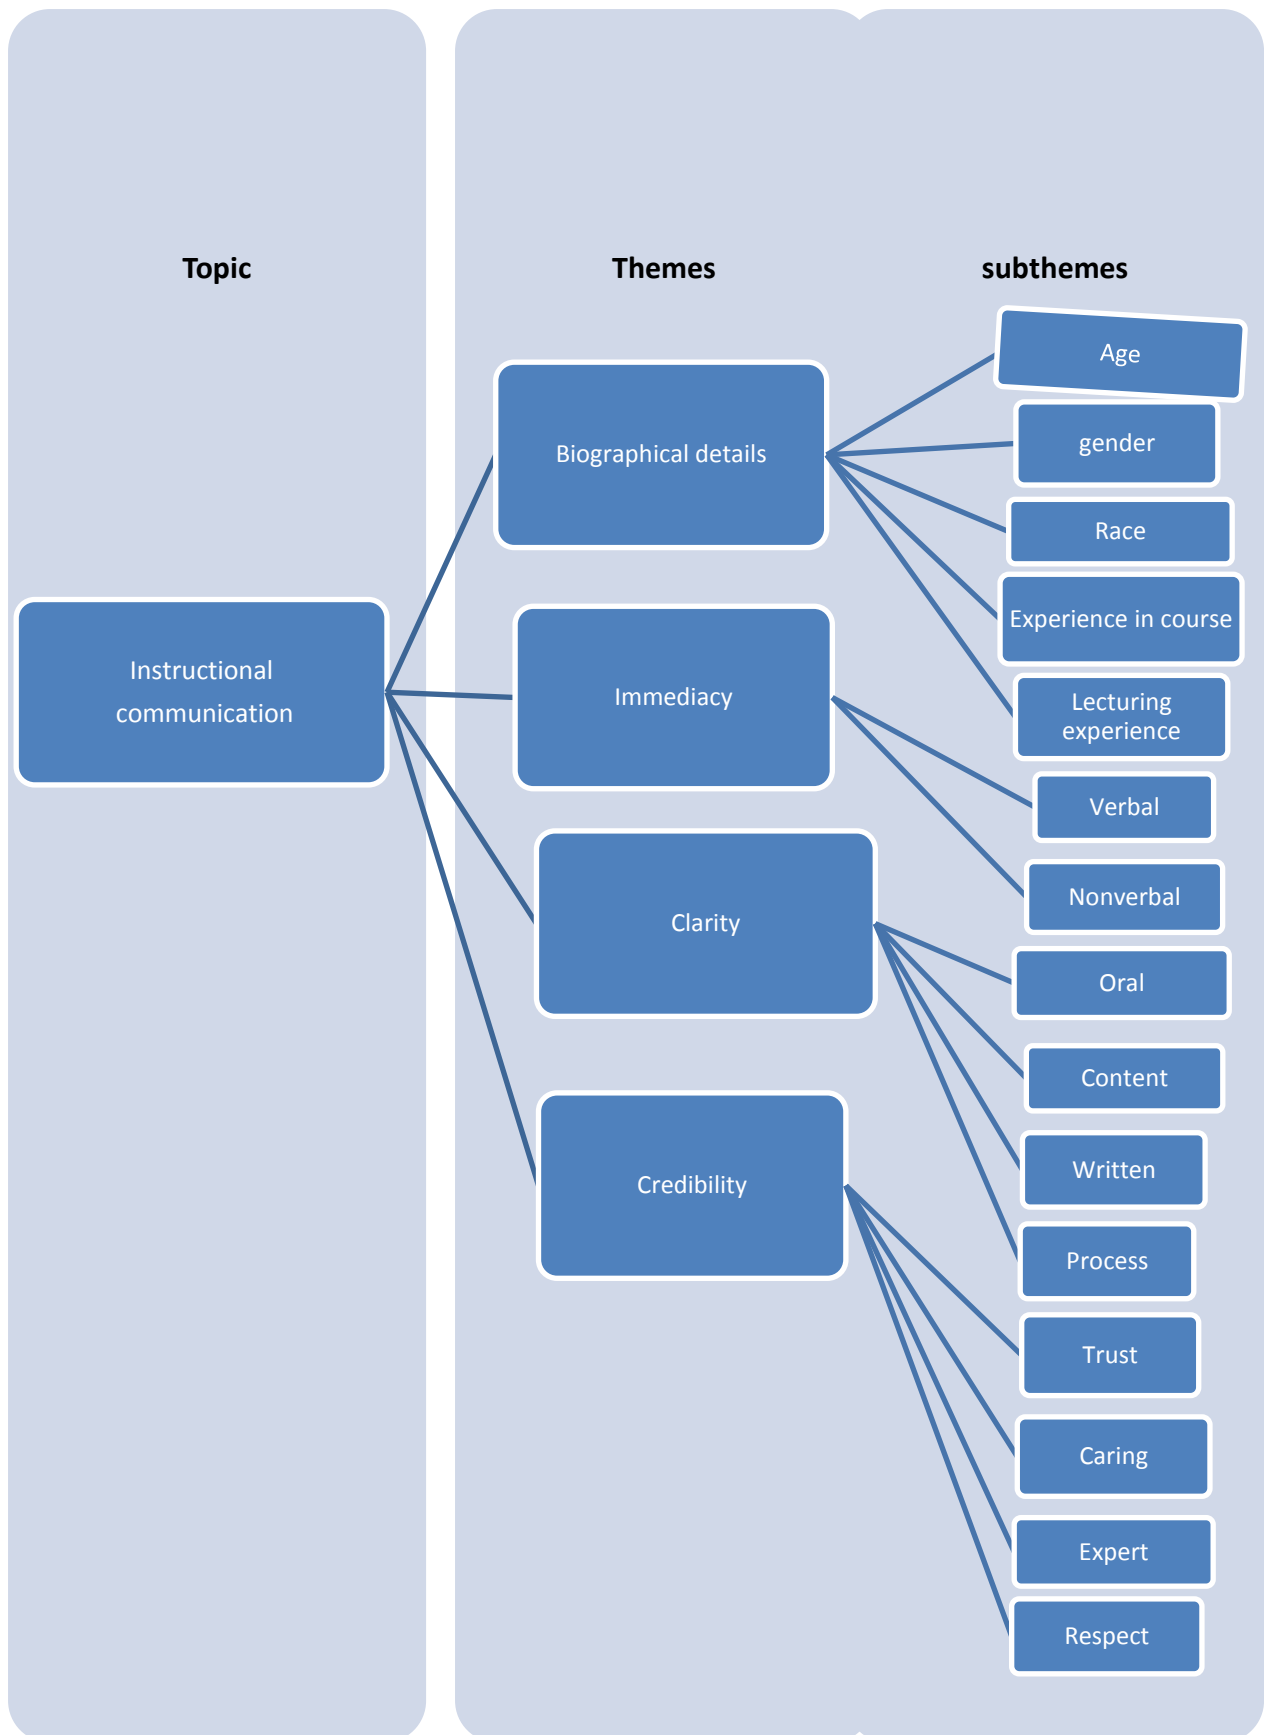 Topic
Themes
subthemes
Instructional
communication
Biographical details
Immediacy
Clarity
Credibility
Age
gender
Race
Experience in course
Lecturing
experience
Verbal
Nonverbal
Oral
Content
Written
Process
Trust
Caring
Expert
Respect